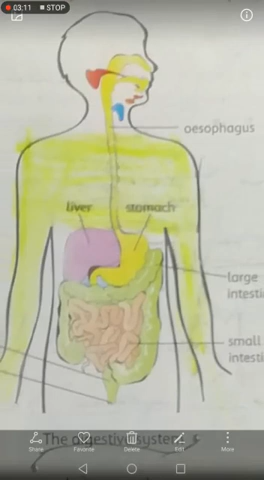 03:11 STOP
oesophagus
liver
stomach
large
intesti
small
intesti
The digestive system
Share Favorite Delete Edit More